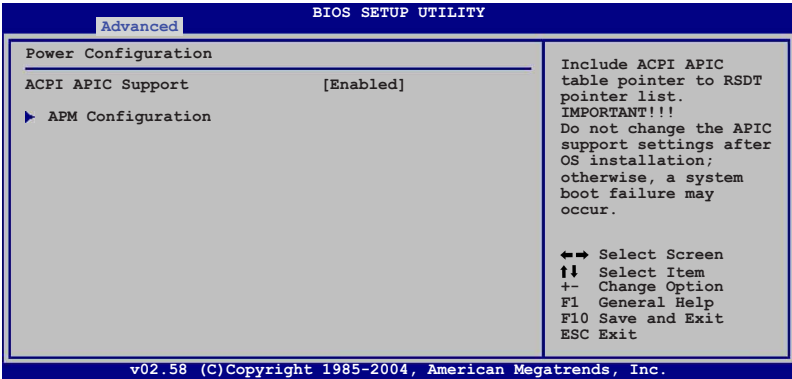 BIOS SETUP UTILITY
Advanced
Power Configuration
ACPI APIC Support [Enabled]
APM Configuration
Include ACPI APIC
table pointer to RSDT
pointer list.
IMPORTANT!!!
Do not change the APIC
support settings after
OS installation;
otherwise, a system
boot failure may
occur.
←→ Select Screen
↑↓ Select Item
+- Change Option
F1 General Help
F10 Save and Exit
ESC Exit
v02.58 (C)Copyright 1985-2004, American Megatrends, Inc.